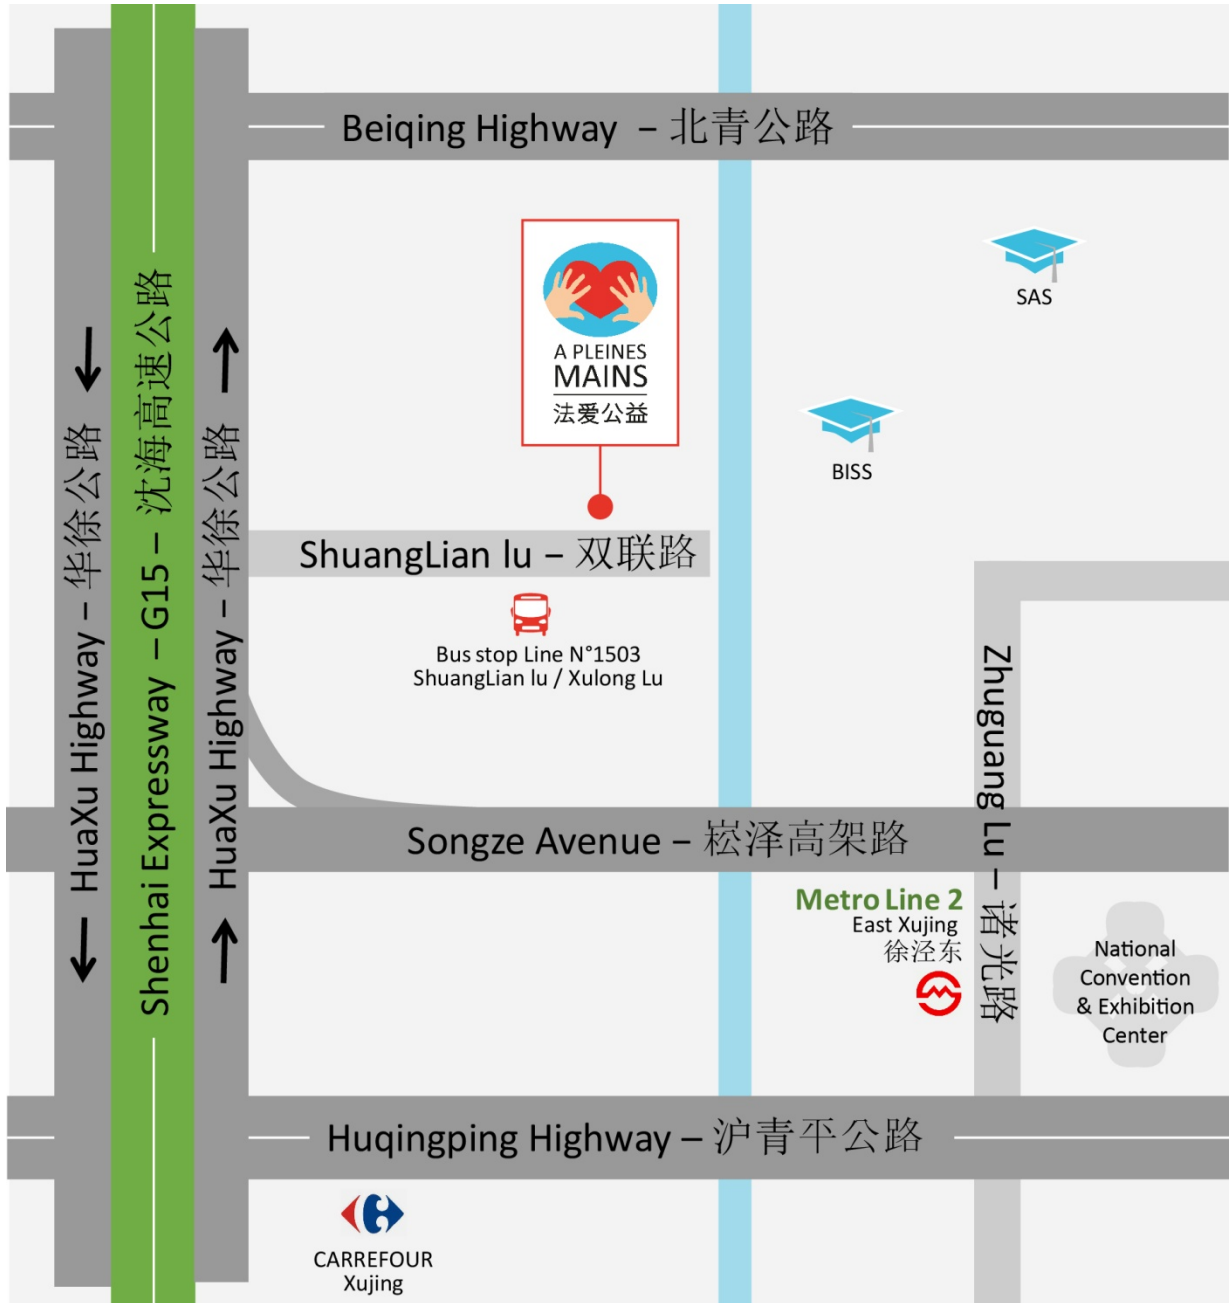 Beiqing Highway – 北青公路
A PLEINES
MAINS
法爱公益
SAS
BISS
HuaXu Highway – 华徐公路
Shenhai Expressway – G15 – 沈海高速公路
HuaXu Highway – 华徐公路
ShuangLian lu – 双联路
Bus stop Line N°1503
ShuangLian lu / Xulong Lu
Zhuguang Lu – 诸光路
Songze Avenue – 崧泽高架路
Metro Line 2
East Xujing
徐泾东
National
Convention
& Exhibition
Center
Huqingping Highway – 沪青平公路
CARREFOUR
Xujing